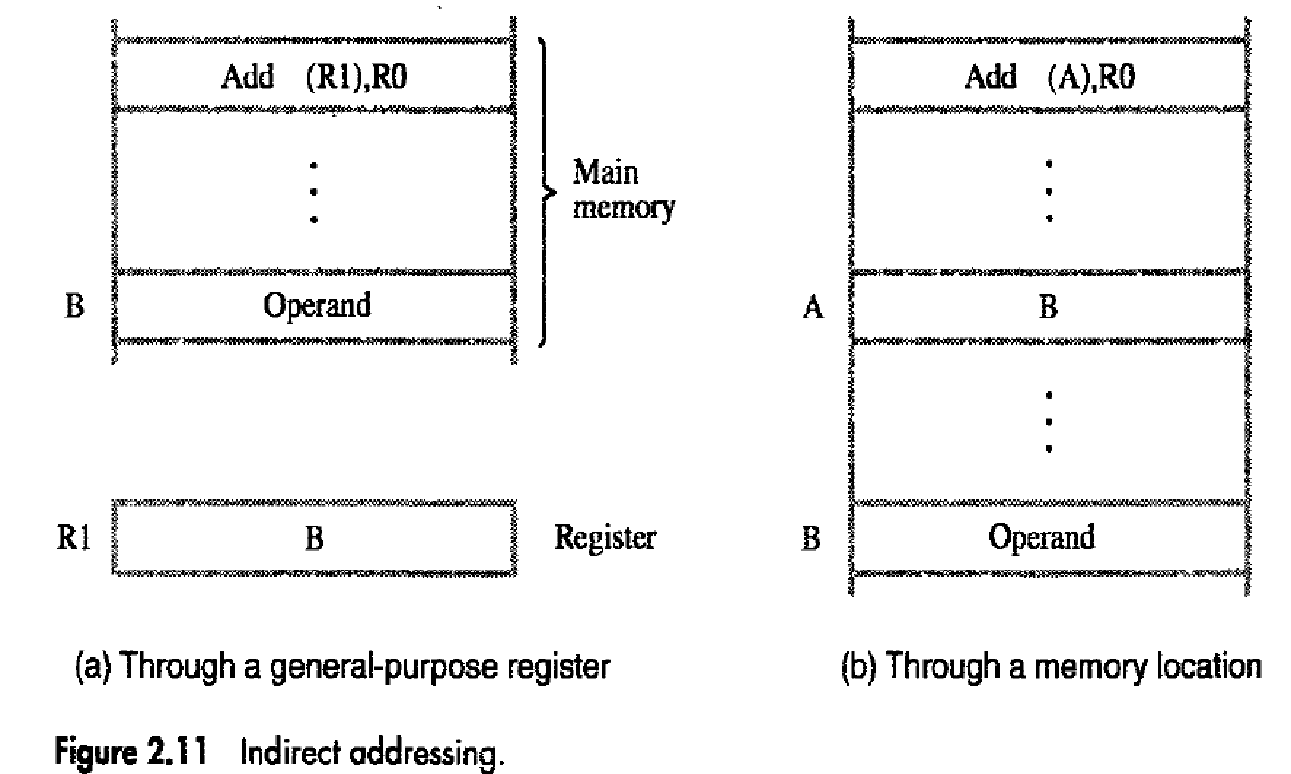 Add (R1),R0
Main
memory
B
Operand
R1
B
Register
(a) Through a general-purpose register
Add (A),R0
A
B
B
Operand
(b) Through a memory location
Figure 2.11 Indirect addressing.